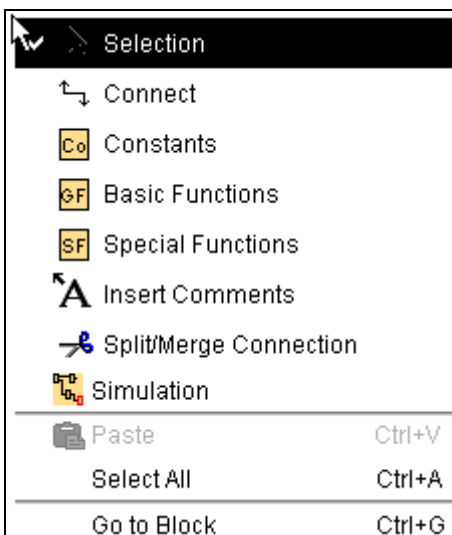 Selection
Connect
Co Constants
GF Basic Functions
SF Special Functions
A Insert Comments
Split/Merge Connection
Simulation
Paste Ctrl+V
Select All Ctrl+A
Go to Block Ctrl+G